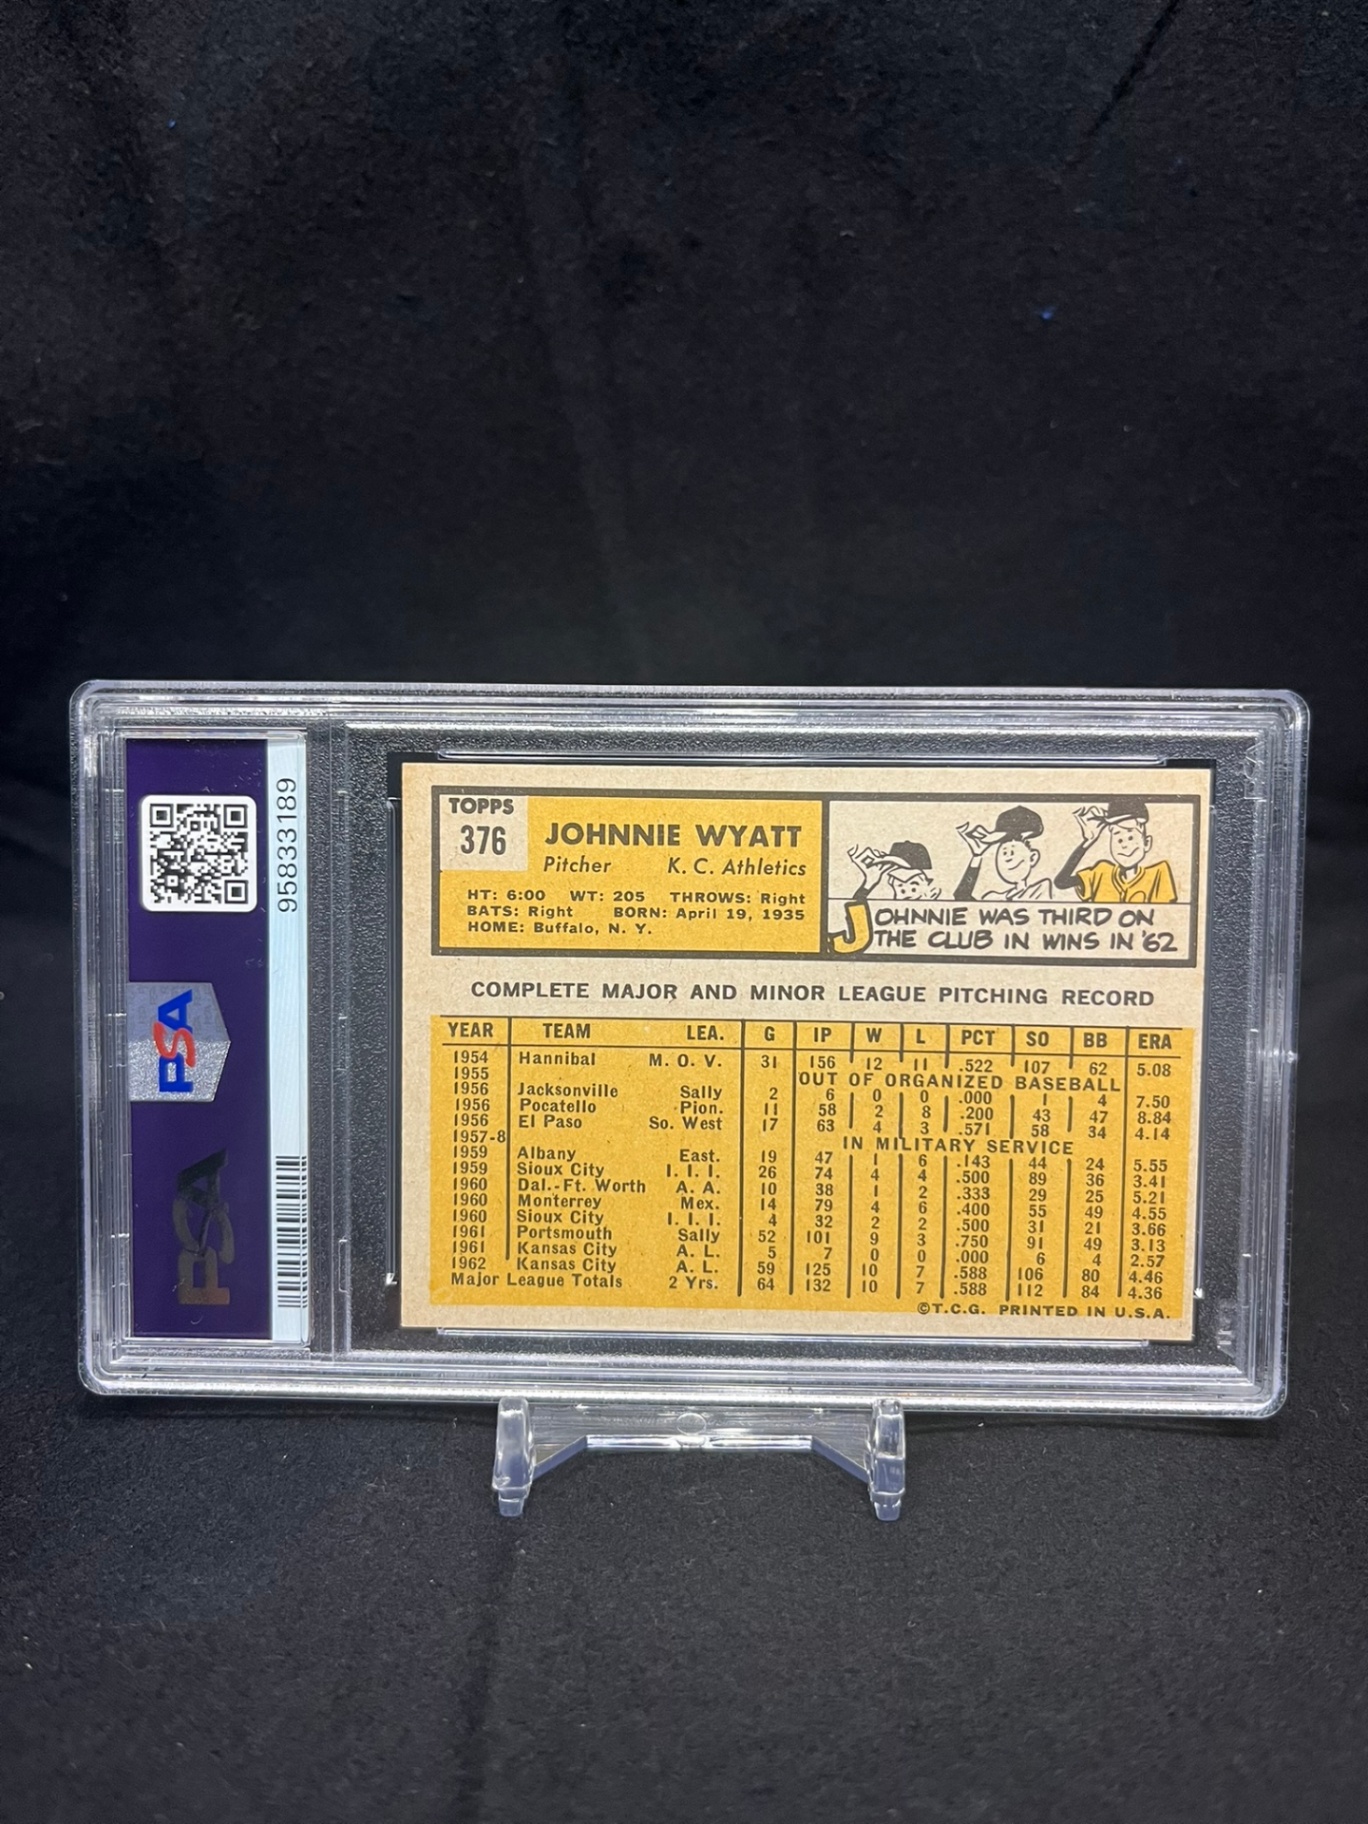 95833189
PSA
PSA
TOPPS
376
JOHNNIE WYATT
Pitcher K. C. Athletics
HT: 6:00 WT: 205 THROWS: Right
BATS: Right BORN: April 19, 1935
HOME: Buffalo, N. Y.
JOHNNIE WAS THIRD ON
THE CLUB IN WINS IN '62
COMPLETE MAJOR AND MINOR LEAGUE PITCHING RECORD
YEAR TEAM LEA. G IP W L PCT SO BB ERA
1954 Hannibal M. O. V. 31 156 12 11 .522 107 62 5.08
1955 OUT OF ORGANIZED BASEBALL
1956 Jacksonville Sally 2 6 0 0 .000 1 4 7.50
1956 Pocatello Pion. 11 58 2 8 .200 43 47 8.84
1956 El Paso So. West 17 63 4 3 .571 58 34 4.14
1957-8 IN MILITARY SERVICE
1959 Albany East. 19 47 1 6 .143 44 24 5.55
1959 Sioux City I. I. I. 26 74 4 4 .500 89 36 3.41
1960 Dal.-Ft. Worth A. A. 10 38 1 2 .333 29 25 5.21
1960 Monterrey Mex. 14 79 4 6 .400 55 49 4.55
1960 Sioux City I. I. I. 4 32 2 2 .500 31 21 3.66
1961 Portsmouth Sally 52 101 9 3 .750 91 49 3.13
1961 Kansas City A. L. 5 7 0 0 .000 6 4 2.57
1962 Kansas City A. L. 59 125 10 7 .588 106 80 4.46
Major League Totals 2 Yrs. 64 132 10 7 .588 112 84 4.36
©T.C.G. PRINTED IN U.S.A.